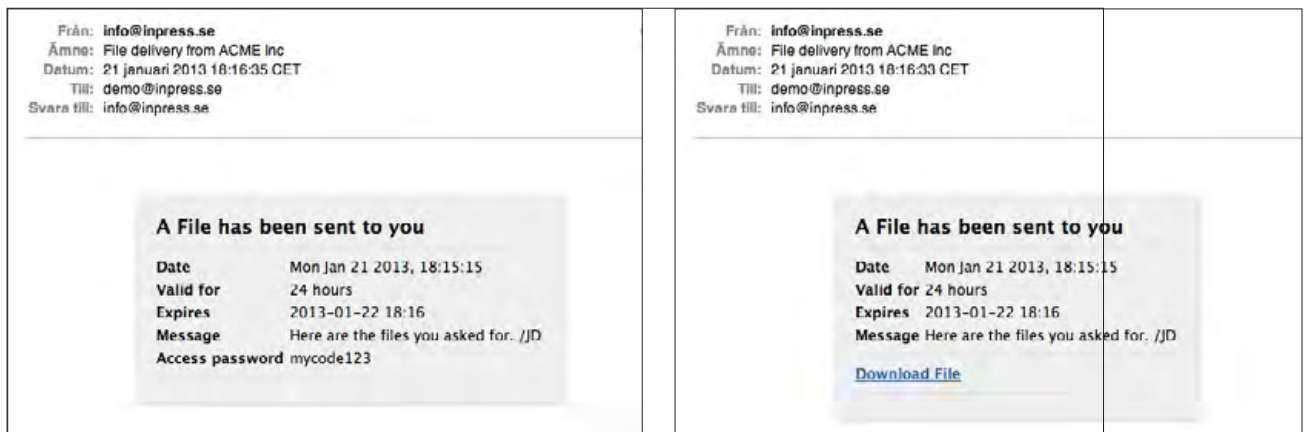 Från: info@inpress.se
Ämne: File delivery from ACME Inc
Datum: 21 januari 2013 18:16:35 CET
Till: demo@inpress.se
Svara till: info@inpress.se
A File has been sent to you
Date Mon Jan 21 2013, 18:15:15
Valid for 24 hours
Expires 2013-01-22 18:16
Message Here are the files you asked for. /JD
Access password mycode123
Från: info@inpress.se
Ämne: File delivery from ACME Inc
Datum: 21 januari 2013 18:16:33 CET
Till: demo@inpress.se
Svara till: info@inpress.se
A File has been sent to you
Date Mon Jan 21 2013, 18:15:15
Valid for 24 hours
Expires 2013-01-22 18:16
Message Here are the files you asked for. /JD
Download File